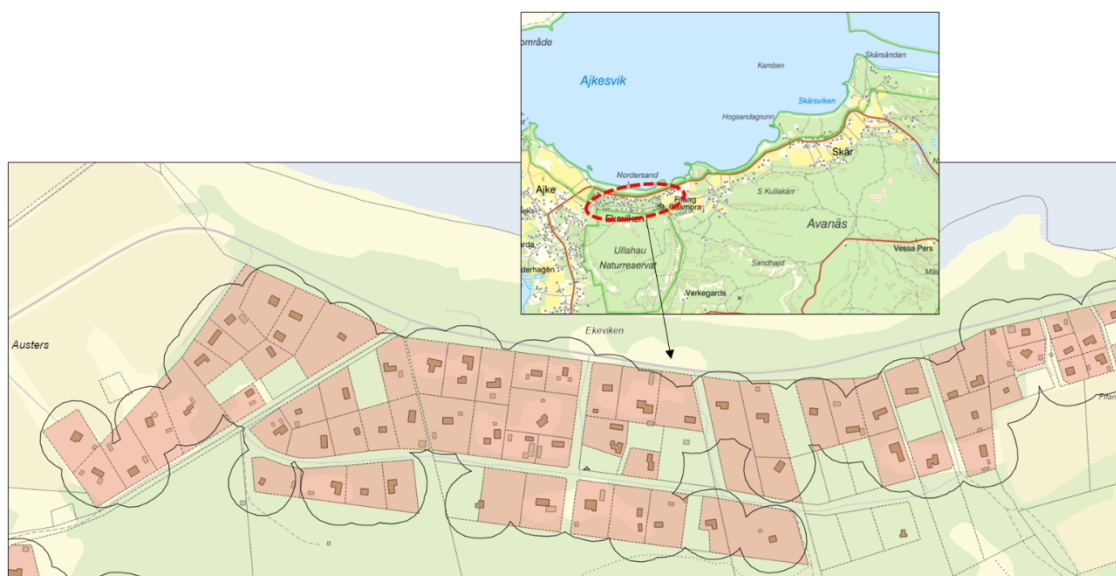 område
Kamben
Skärsändan
Ajkesvik
Skärsviken
Hogsandagrunn
Nordersand
Skär
Ajke
S Kullakärr
Ekeviken
Avanäs
Ullahau
Naturreservat
Vessa Pers
Sandhajd
Verkegards
Ekeviken
Austers